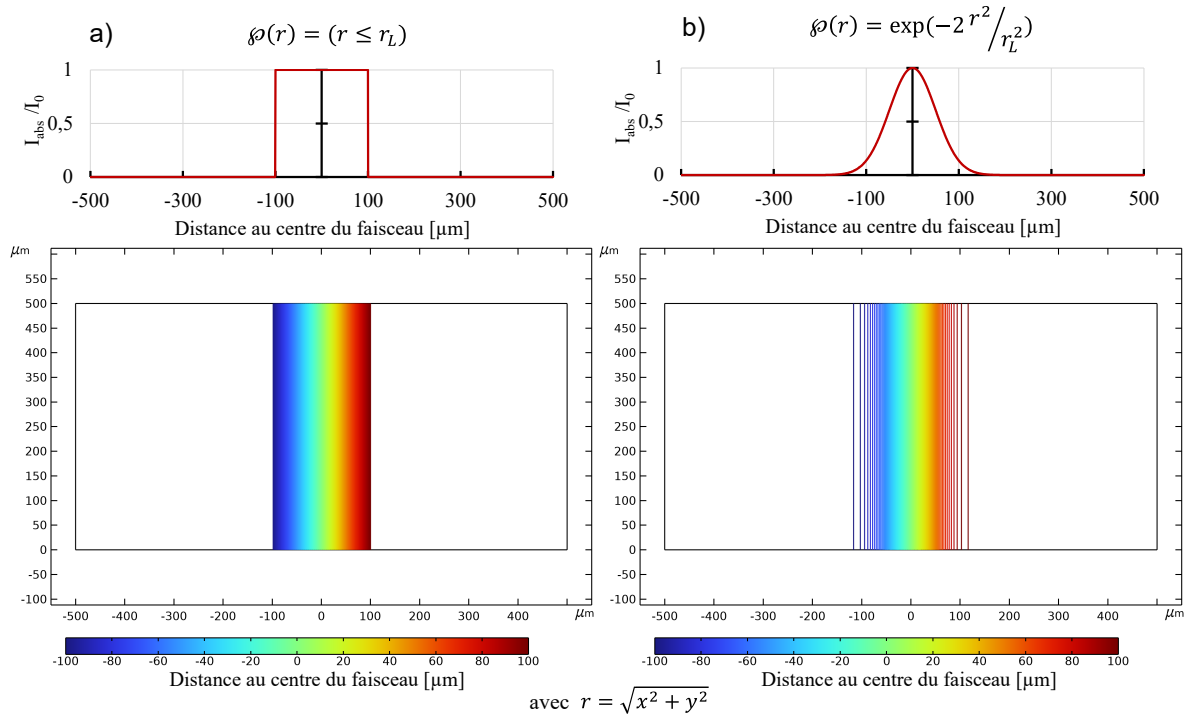 a) ℘(r) = (r ≤ r_L)
b) ℘(r) = exp(−2 r²/r_L²)
I_abs /I_0
1
0,5
0
-500 -300 -100 100 300 500
Distance au centre du faisceau [µm]
I_abs /I_0
1
0,5
0
-500 -300 -100 100 300 500
Distance au centre du faisceau [µm]
µm
550
500
450
400
350
300
250
200
150
100
50
0
-50
-100
-500 -400 -300 -200 -100 0 100 200 300 400 µm
µm
550
500
450
400
350
300
250
200
150
100
50
0
-50
-100
-500 -400 -300 -200 -100 0 100 200 300 400 µm
-100 -80 -60 -40 -20 0 20 40 60 80 100
Distance au centre du faisceau [µm]
-100 -80 -60 -40 -20 0 20 40 60 80 100
Distance au centre du faisceau [µm]
avec r = √(x² + y²)